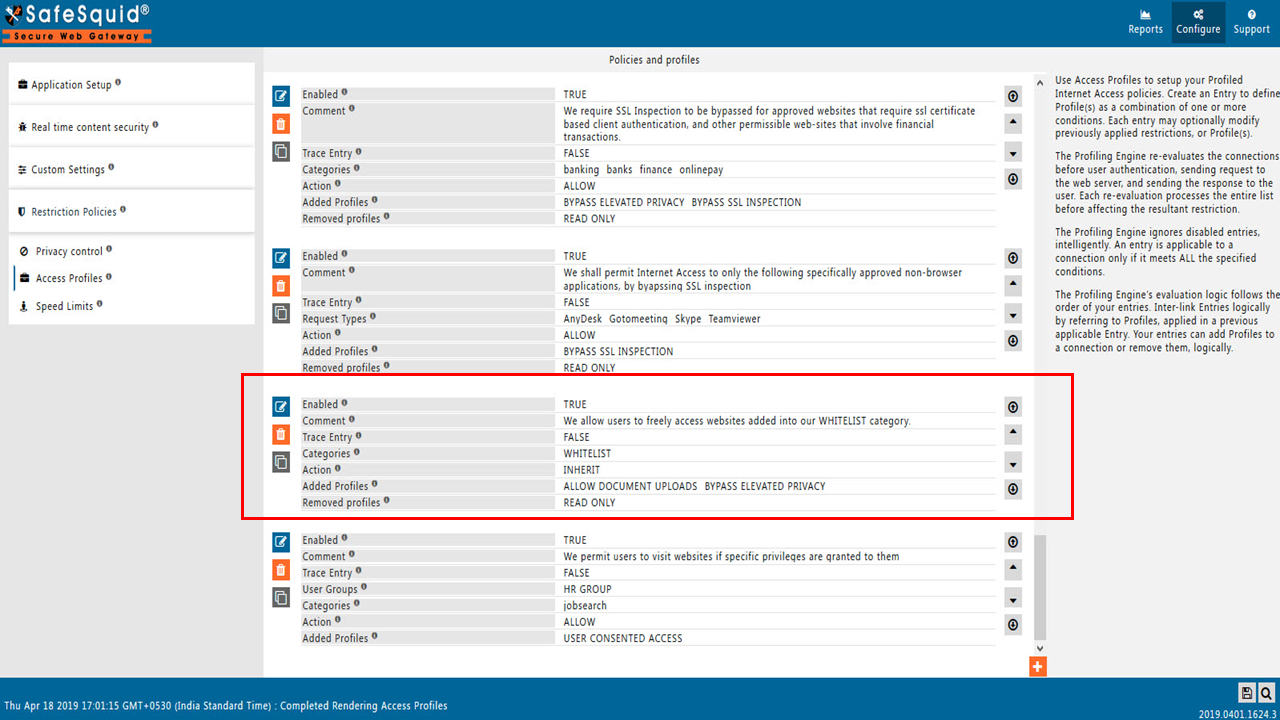 SafeSquid®
Secure Web Gateway
Reports
Configure
Support
Application Setup
Real time content security
Custom Settings
Restriction Policies
Privacy control
Access Profiles
Speed Limits
Policies and profiles
Enabled TRUE
Comment We require SSL Inspection to be bypassed for approved websites that require ssl certificate
based client authentication, and other permissible web-sites that involve financial
transactions.
Trace Entry FALSE
Categories banking banks finance onlinepay
Action ALLOW
Added Profiles BYPASS ELEVATED PRIVACY BYPASS SSL INSPECTION
Removed profiles READ ONLY
Enabled TRUE
Comment We shall permit Internet Access to only the following specifically approved non-browser
applications, by byapssing SSL inspection
Trace Entry FALSE
Request Types AnyDesk Gotomeeting Skype Teamviewer
Action ALLOW
Added Profiles BYPASS SSL INSPECTION
Removed profiles READ ONLY
Enabled TRUE
Comment We allow users to freely access websites added into our WHITELIST category.
Trace Entry FALSE
Categories WHITELIST
Action INHERIT
Added Profiles ALLOW DOCUMENT UPLOADS BYPASS ELEVATED PRIVACY
Removed profiles READ ONLY
Enabled TRUE
Comment We permit users to visit websites if specific privileges are granted to them
Trace Entry FALSE
User Groups HR GROUP
Categories jobsearch
Action ALLOW
Added Profiles USER CONSENTED ACCESS
Use Access Profiles to setup your Profiled
Internet Access policies. Create an Entry to define
Profile(s) as a combination of one or more
conditions. Each entry may optionally modify
previously applied restrictions, or Profile(s).
The Profiling Engine re-evaluates the connections
before user authentication, sending request to
the web server, and sending the response to the
user. Each re-evaluation processes the entire list
before affecting the resultant restriction.
The Profiling Engine ignores disabled entries,
intelligently. An entry is applicable to a
connection only if it meets ALL the specified
conditions.
The Profiling Engine's evaluation logic follows the
order of your entries. Inter-link Entries logically
by referring to Profiles, applied in a previous
applicable Entry. Your entries can add Profiles to
a connection or remove them, logically.
Thu Apr 18 2019 17:01:15 GMT+0530 (India Standard Time) : Completed Rendering Access Profiles
2019.0401.1624.3